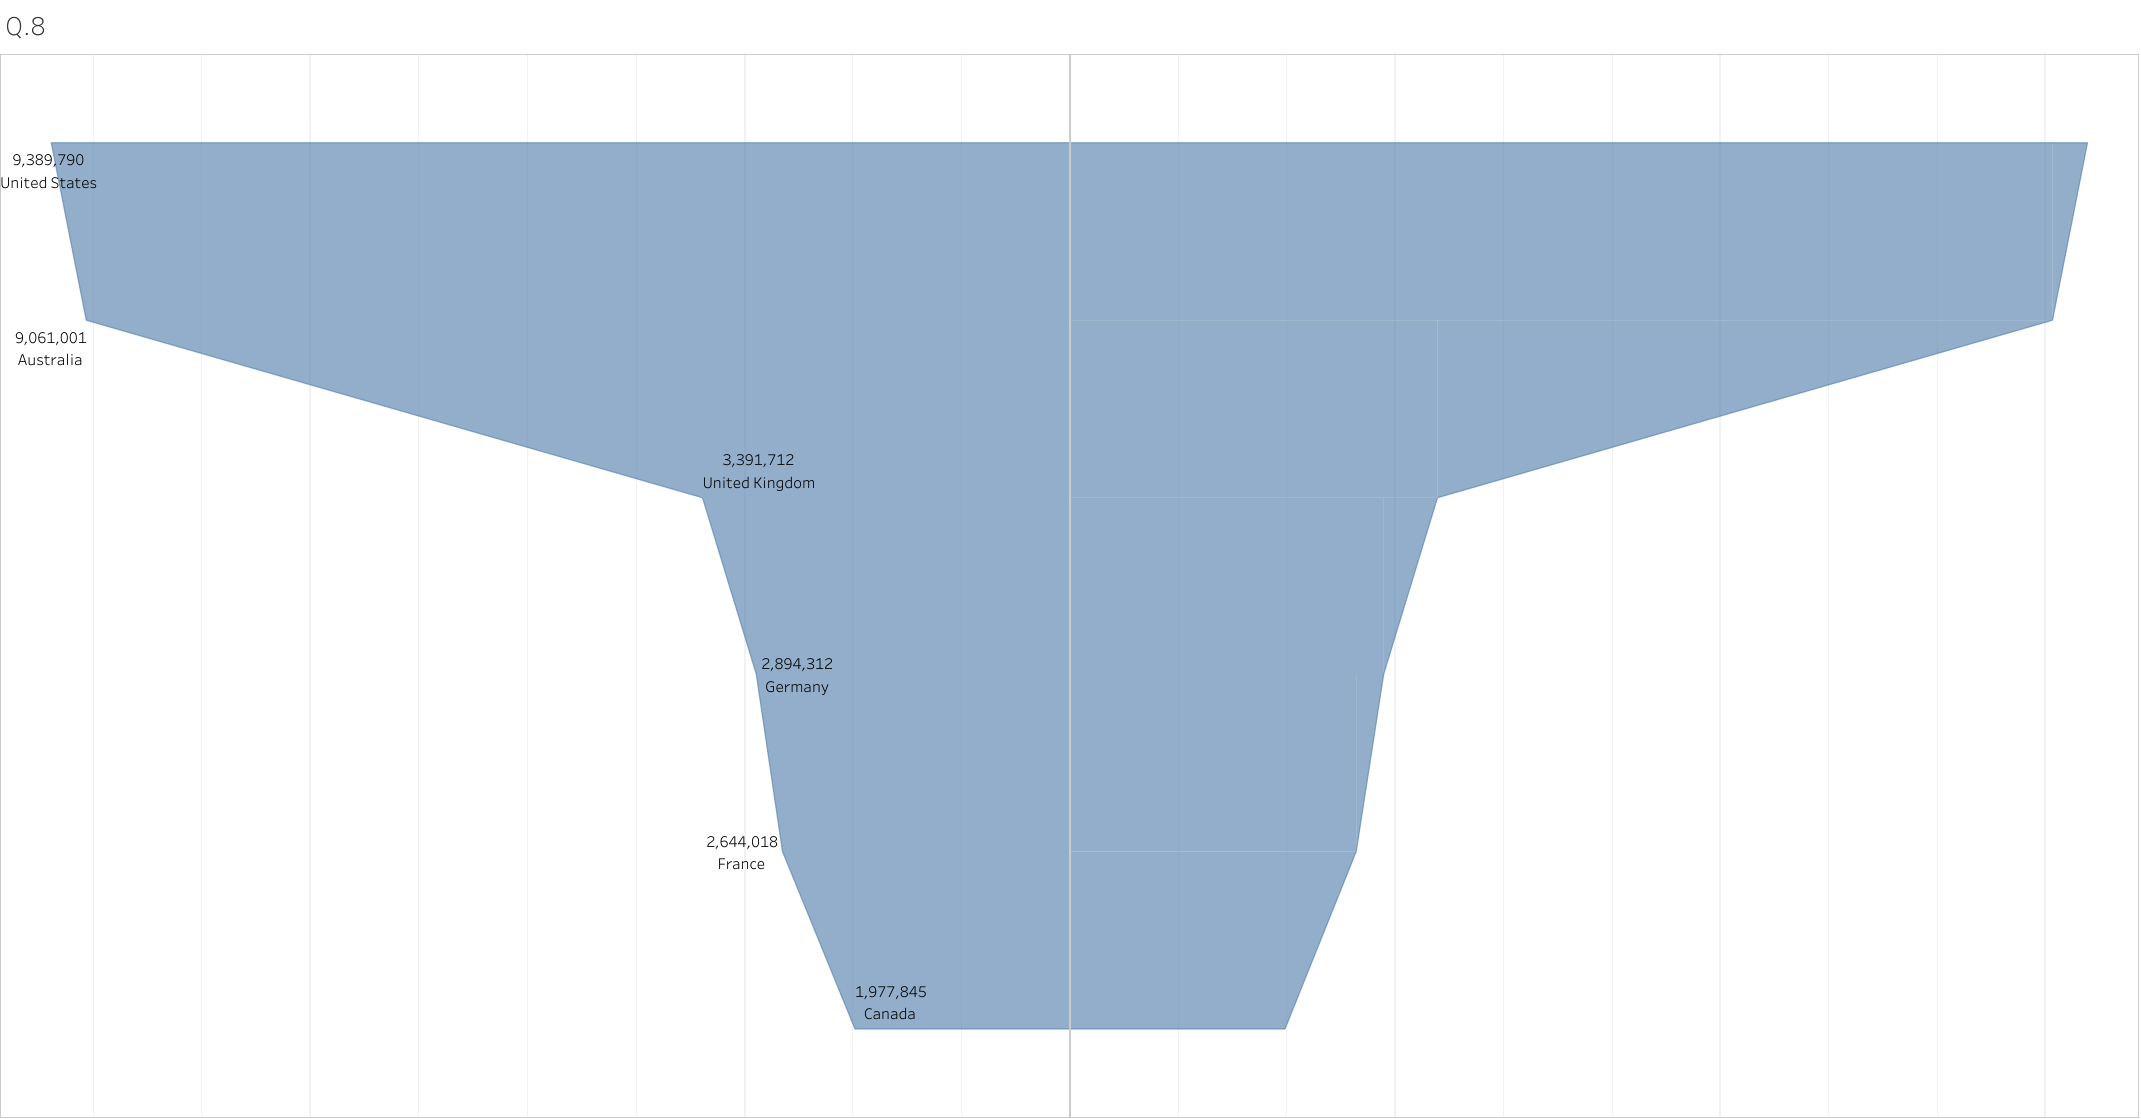 Q.8
9,389,790
United States
9,061,001
Australia
3,391,712
United Kingdom
2,894,312
Germany
2,644,018
France
1,977,845
Canada